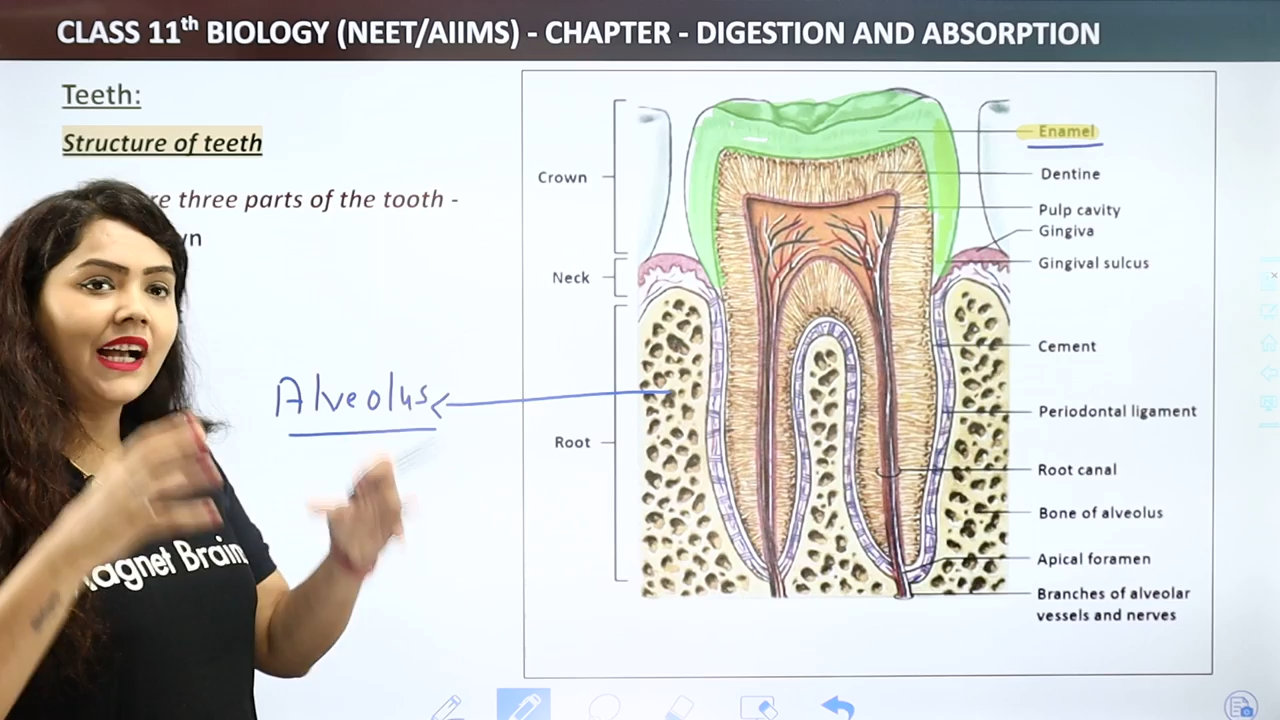 CLASS 11th BIOLOGY (NEET/AIIMS) - CHAPTER - DIGESTION AND ABSORPTION
Teeth:
Structure of teeth
three parts of the tooth -
Crown
Neck
Root
Enamel
Dentine
Pulp cavity
Gingiva
Gingival sulcus
Cement
Periodontal ligament
Root canal
Bone of alveolus
Apical foramen
Branches of alveolar
vessels and nerves
Alveolus
Magnet Brains